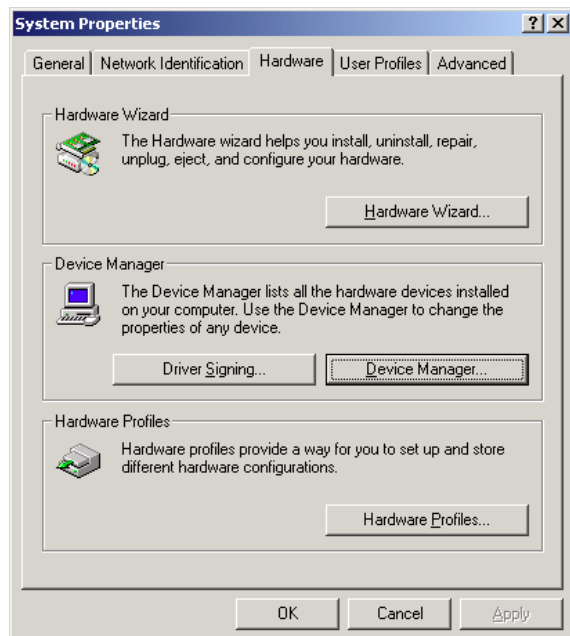 System Properties
General
Network Identification
Hardware
User Profiles
Advanced
Hardware Wizard
The Hardware wizard helps you install, uninstall, repair,
unplug, eject, and configure your hardware.
Hardware Wizard...
Device Manager
The Device Manager lists all the hardware devices installed
on your computer. Use the Device Manager to change the
properties of any device.
Driver Signing...
Device Manager...
Hardware Profiles
Hardware profiles provide a way for you to set up and store
different hardware configurations.
Hardware Profiles...
OK
Cancel
Apply